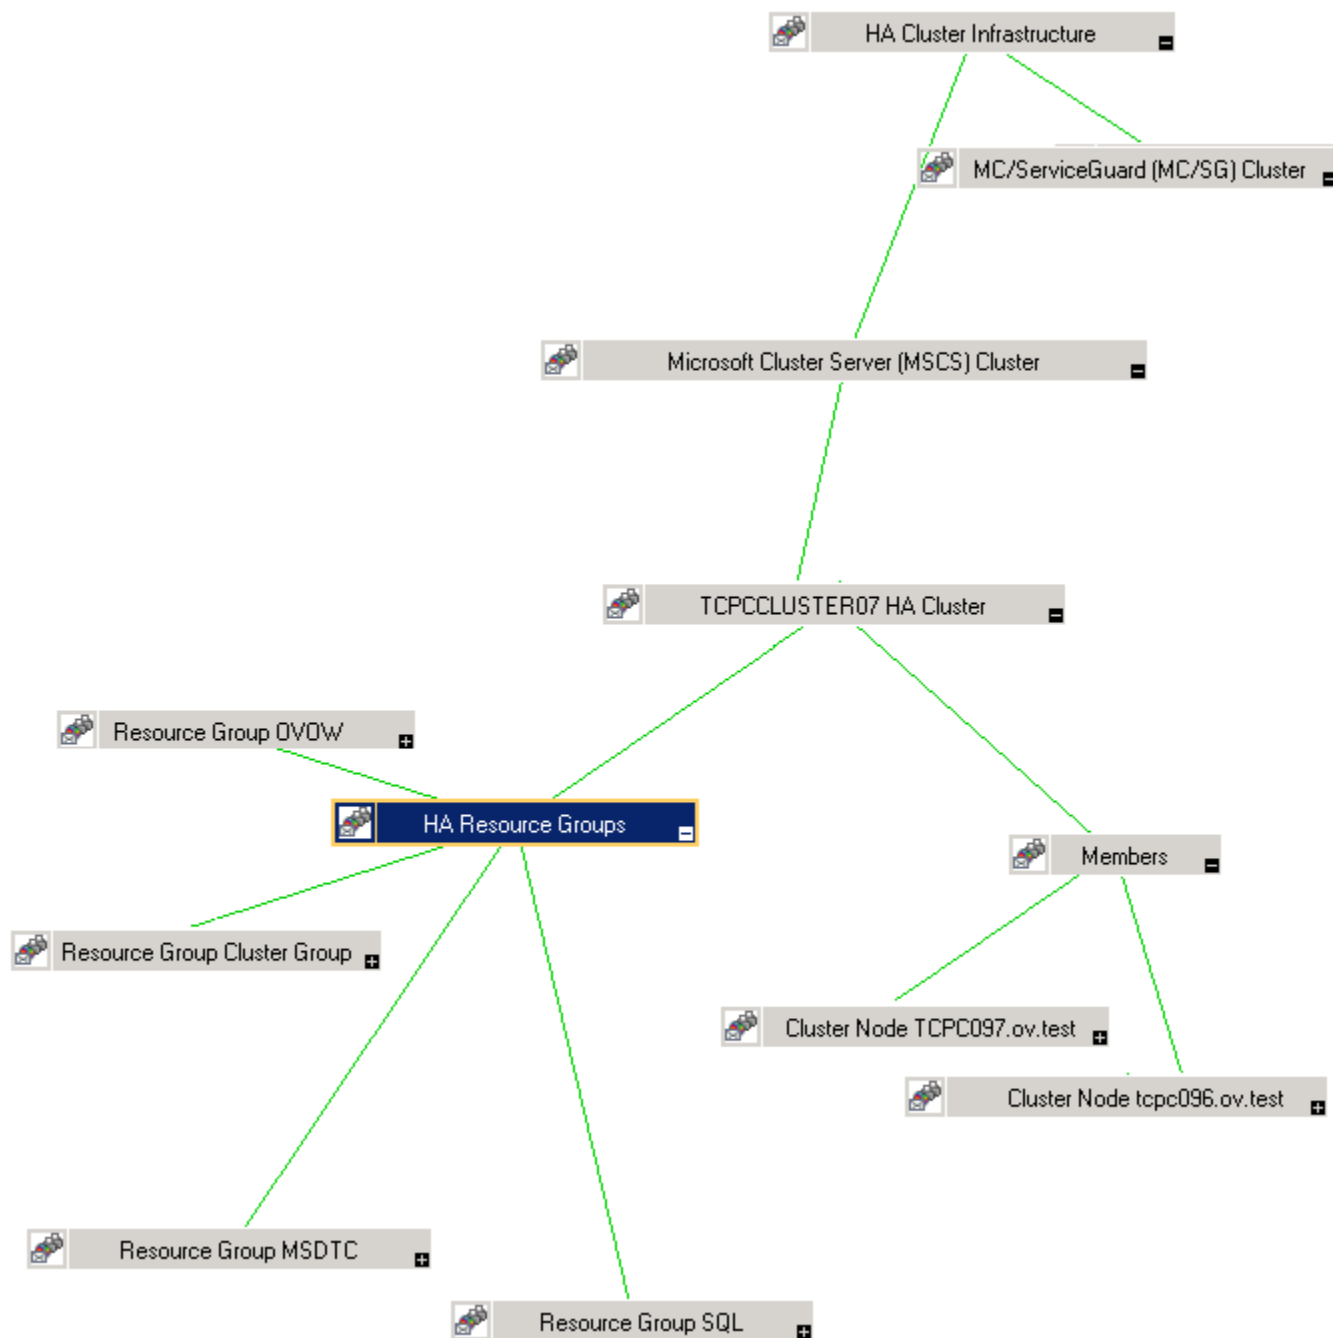 HA Cluster Infrastructure
MC/ServiceGuard (MC/SG) Cluster
Microsoft Cluster Server (MSCS) Cluster
TCPCCLUSTER07 HA Cluster
Resource Group OVOW
HA Resource Groups
Members
Resource Group Cluster Group
Cluster Node TCPC097.ov.test
Cluster Node tcpc096.ov.test
Resource Group MSDTC
Resource Group SQL